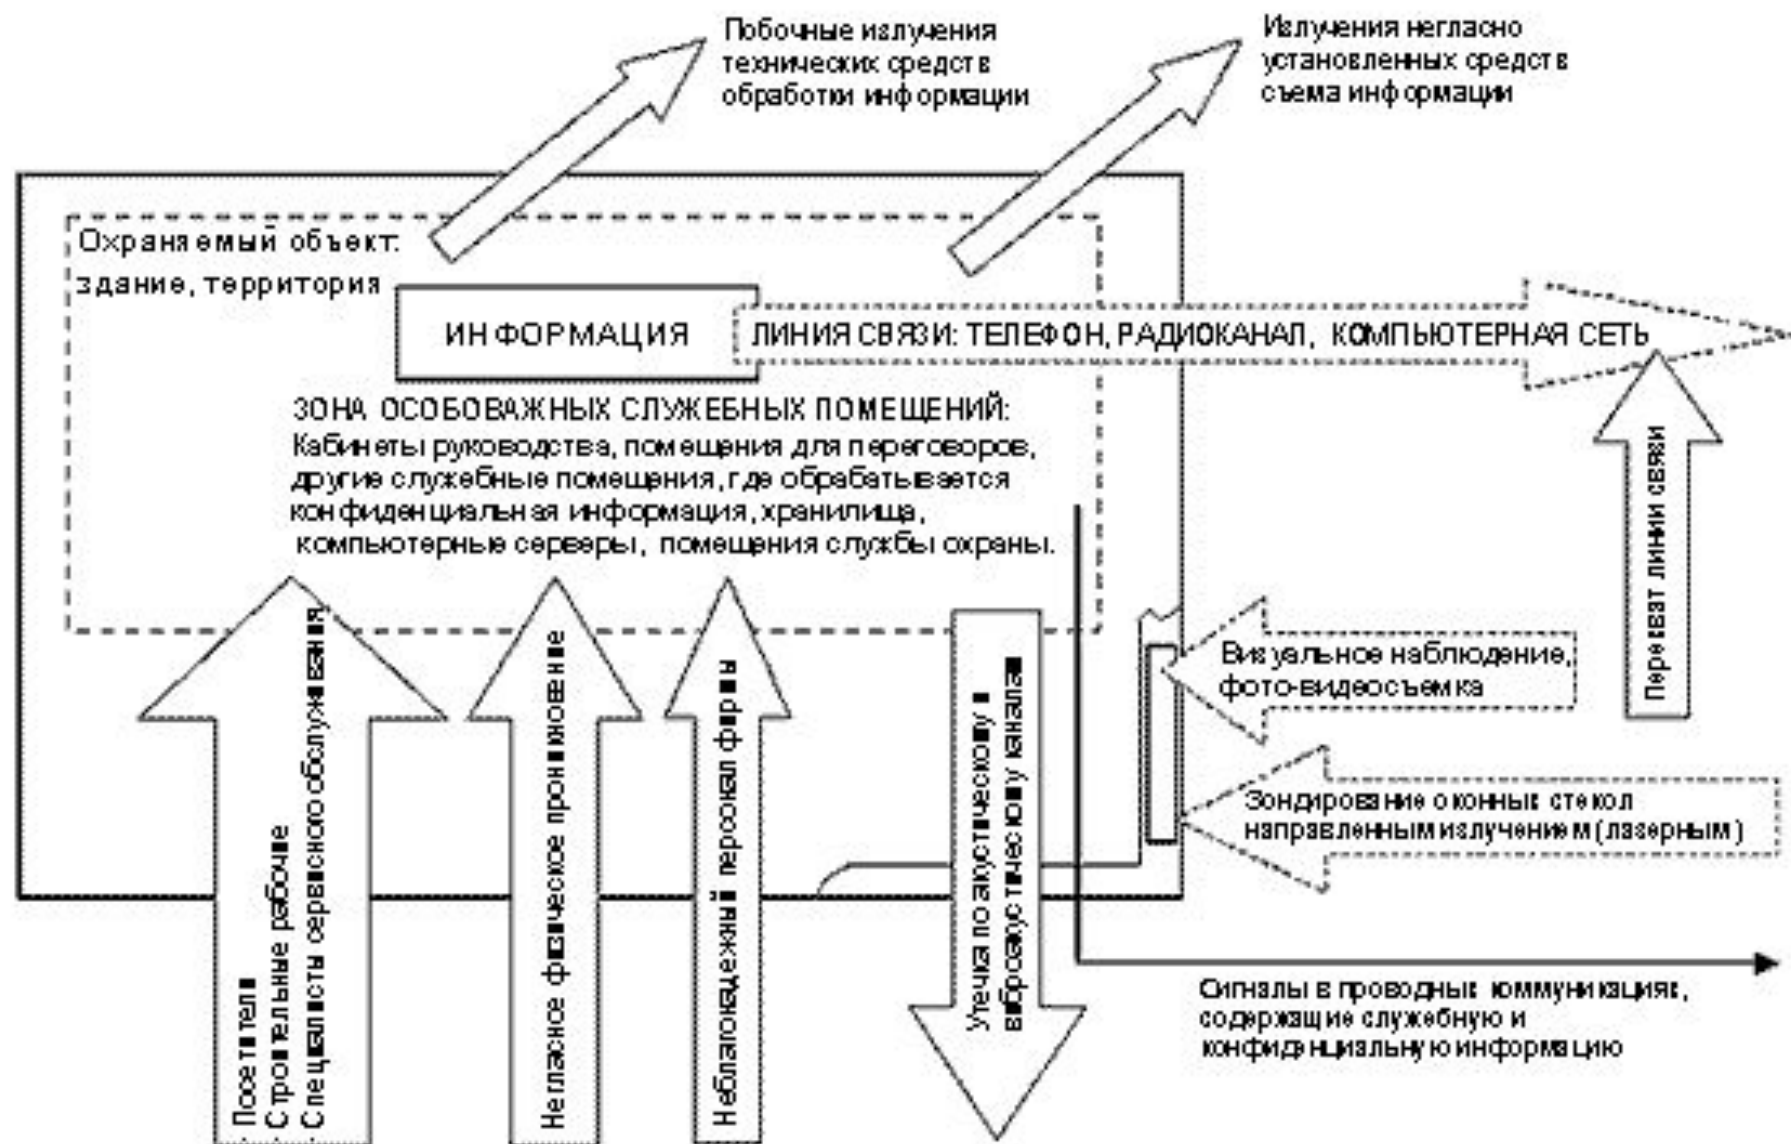 Побочные излучения
технических средств
обработки информации
Излучения негласно
установленных средств
съема информации
Охраняемый объект:
здание, территория
ИНФОРМАЦИЯ
ЛИНИЯ СВЯЗИ: ТЕЛЕФОН, РАДИОКАНАЛ, КОМПЬЮТЕРНАЯ СЕТЬ
ЗОНА ОСОБОВАЖНЫХ СЛУЖЕБНЫХ ПОМЕЩЕНИЙ:
Кабинеты руководства, помещения для переговоров,
другие служебные помещения, где обрабатывается
конфиденциальная информация, хранилища,
компьютерные серверы, помещения службы охраны.
Посетители
Строительные рабочие
Специалисты сервисного обслуживания
Негласное физическое проникновение
Неблагонадежный персонал фирмы
Утечка по акустическому и
виброакустическому каналам
Визуальное наблюдение,
фото-видеосъемка
Зондирование оконных стекол
направленным излучением (лазерным)
Перехват линии связи
Сигналы в проводных коммуникациях,
содержащие служебную и
конфиденциальную информацию